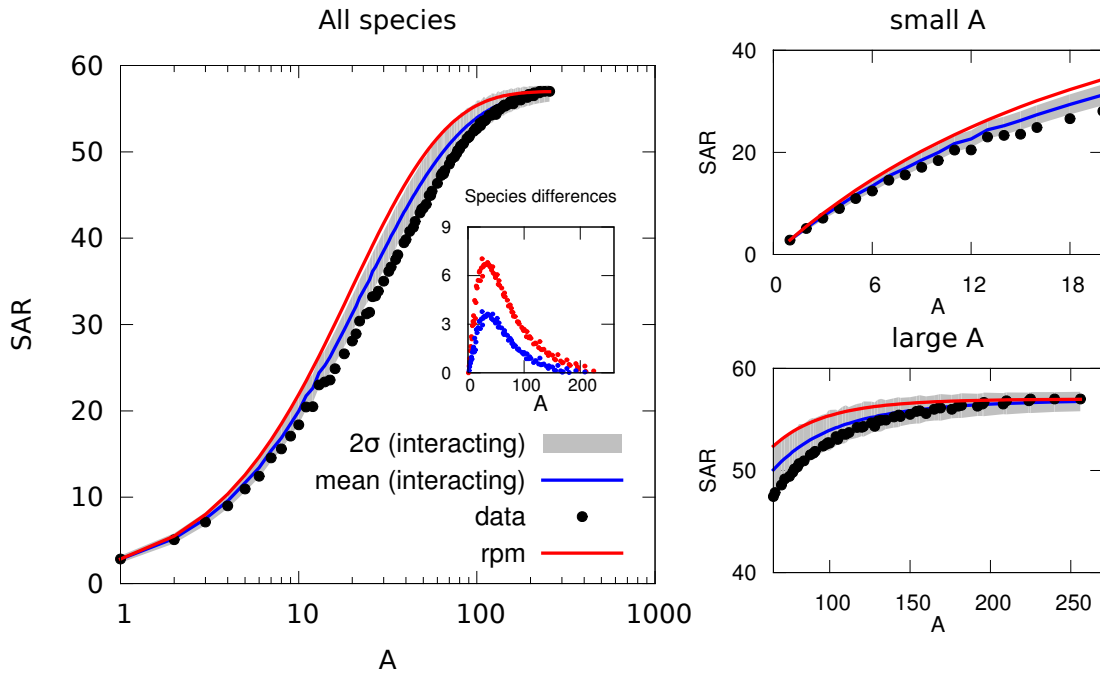 All species
SAR
60
50
40
30
20
10
0
1
10
100
1000
A
Species differences
9
6
3
0
0
100
200
A
2σ (interacting)
mean (interacting)
data
rpm
small A
SAR
40
20
0
0
6
12
18
A
large A
SAR
60
50
40
100
150
200
250
A